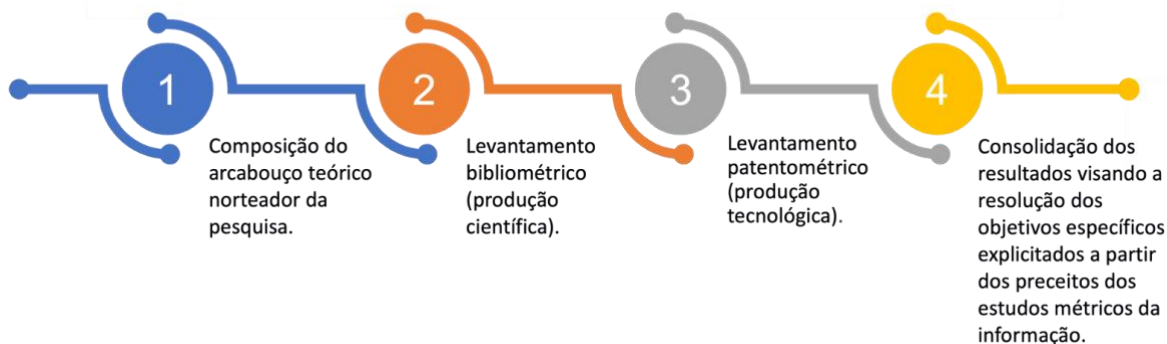 1
Composição do
arcabouço teórico
norteador da
pesquisa.
2
Levantamento
bibliométrico
(produção
científica).
3
Levantamento
patentométrico
(produção
tecnológica).
4
Consolidação dos
resultados visando a
resolução dos
objetivos específicos
explicitados a partir
dos preceitos dos
estudos métricos da
informação.